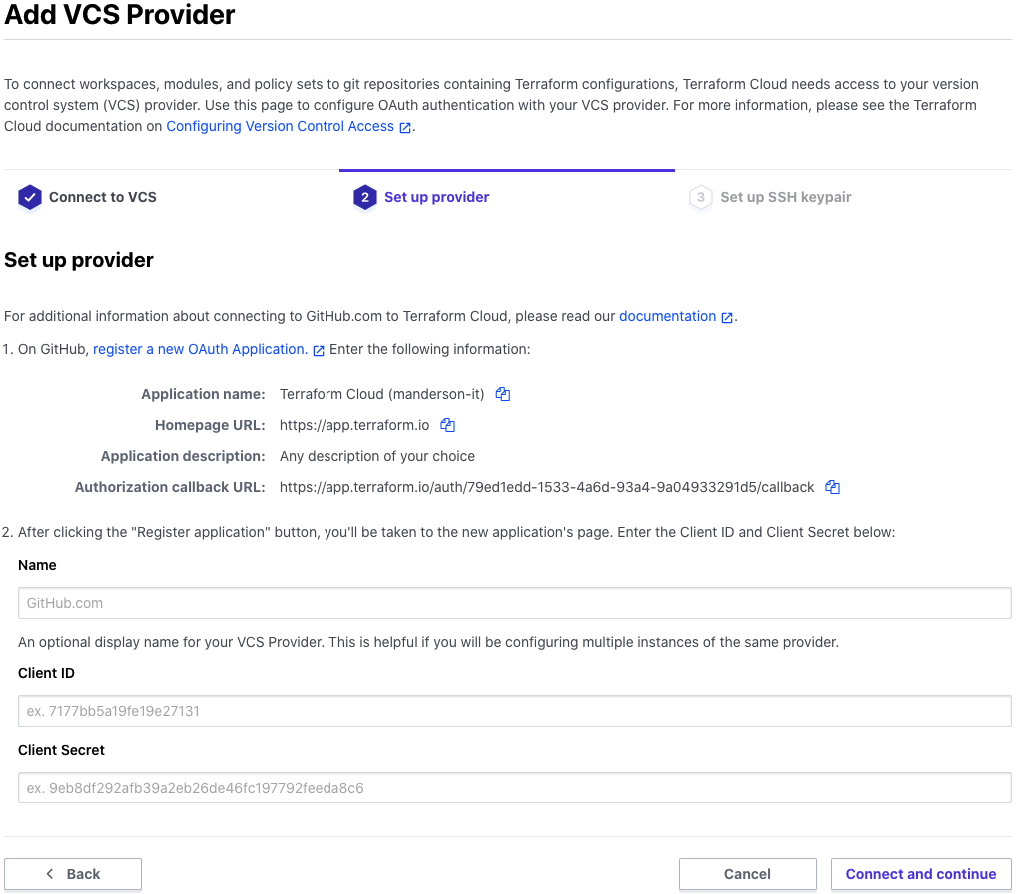 Add VCS Provider
To connect workspaces, modules, and policy sets to git repositories containing Terraform configurations, Terraform Cloud needs access to your version
control system (VCS) provider. Use this page to configure OAuth authentication with your VCS provider. For more information, please see the Terraform
Cloud documentation on Configuring Version Control Access .
Connect to VCS
2 Set up provider
3 Set up SSH keypair
Set up provider
For additional information about connecting to GitHub.com to Terraform Cloud, please read our documentation .
1. On GitHub, register a new OAuth Application. Enter the following information:
Application name: Terraform Cloud (manderson-it)
Homepage URL: https://app.terraform.io
Application description: Any description of your choice
Authorization callback URL: https://app.terraform.io/auth/79ed1edd-1533-4a6d-93a4-9a04933291d5/callback
2. After clicking the "Register application" button, you'll be taken to the new application's page. Enter the Client ID and Client Secret below:
Name
GitHub.com
An optional display name for your VCS Provider. This is helpful if you will be configuring multiple instances of the same provider.
Client ID
ex. 7177bb5a19fe19e27131
Client Secret
ex. 9eb8df292afb39a2eb26de46fc197792feeda8c6
Back
Cancel
Connect and continue